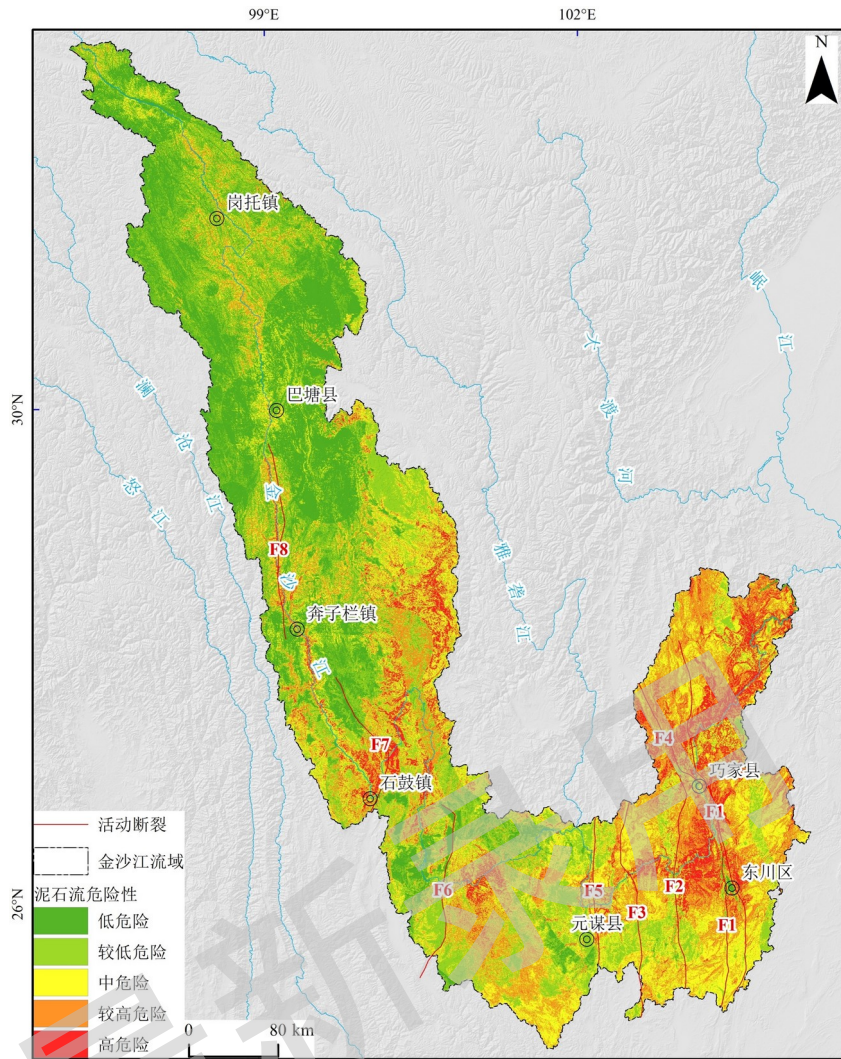 99°E
102°E
N
岗托镇
岷江
大渡河
巴塘县
30°N
澜沧江
怒江
金沙江
雅砻江
F8
奔子栏镇
F4
F7
巧家县
石鼓镇
F1
活动断裂
金沙江流域
泥石流危险性
低危险
较低危险
中危险
较高危险
高危险
26°N
F6
F5
F2
东川区
F3
元谋县
F1
0
80 km